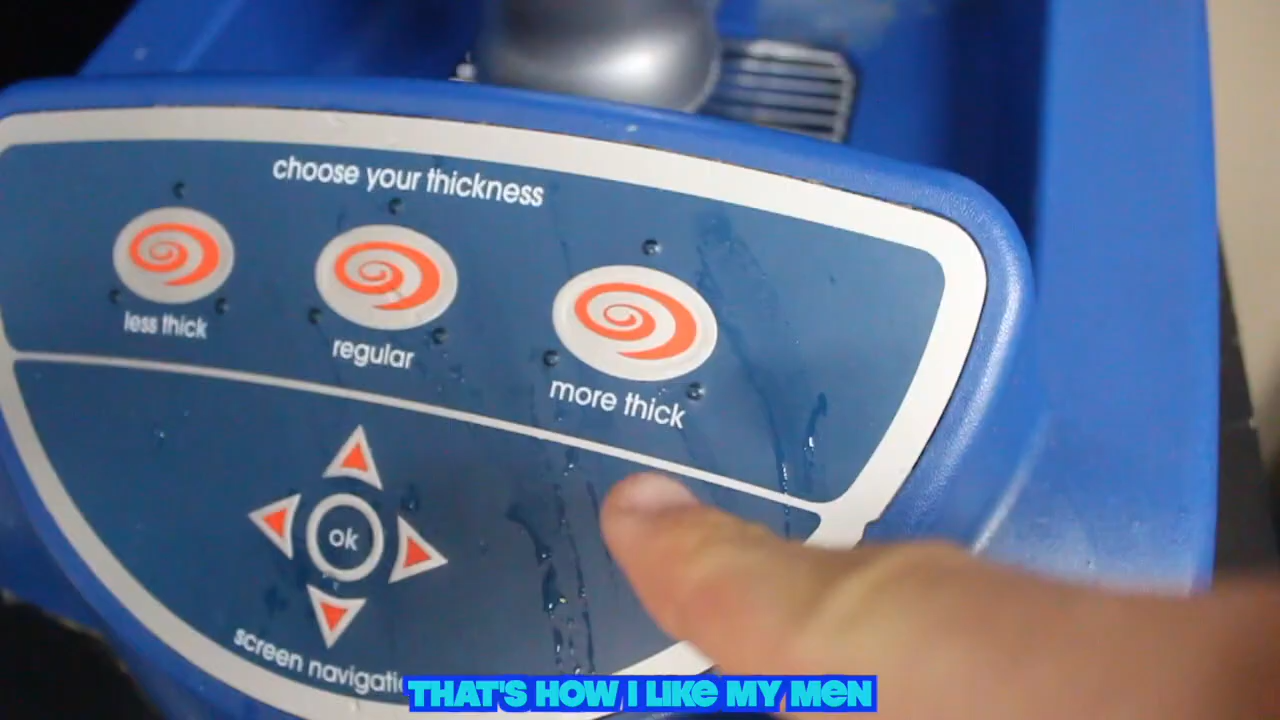 choose your thickness
less thick
regular
more thick
ok
screen navigati
THAT'S HOW I LIKE MY MEN